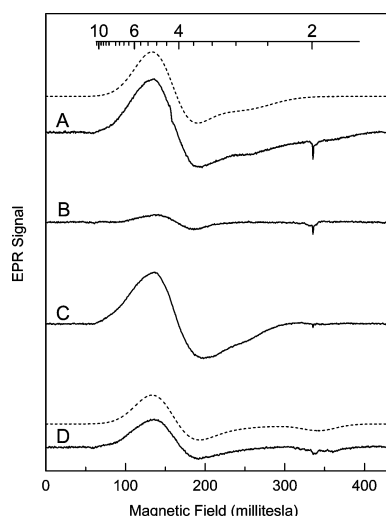 10 6 4 2
A
B
EPR Signal
C
D
0 100 200 300 400
Magnetic Field (millitesla)